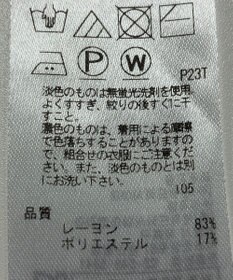 P W P23T
淡色のものは無蛍光洗剤を使用。
よくすすぎ、絞りの後すぐに干
すこと。
濃色のものは、着用による摩擦
で色落ちすることがありますの
で、組合せの衣服にご注意くださ
い。また、淡色のものとは別
にお洗い下さい。
105
品質
レーヨン 83%
ポリエステル 17%